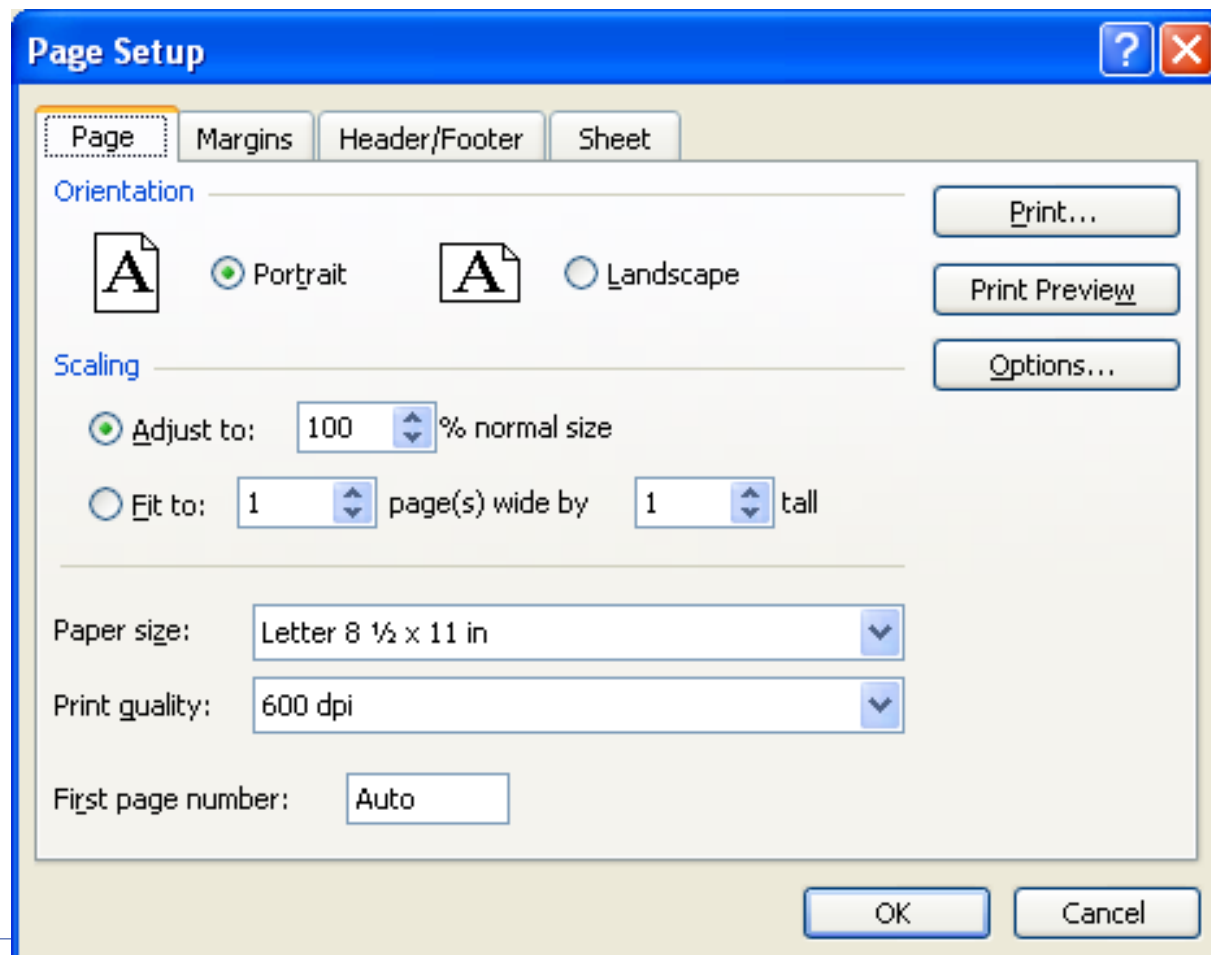 Page Setup
Page Margins Header/Footer Sheet
Orientation
A Portrait A Landscape
Print...
Print Preview
Scaling
Options...
Adjust to: 100 % normal size
Fit to: 1 page(s) wide by 1 tall
Paper size: Letter 8 ½ x 11 in
Print quality: 600 dpi
First page number: Auto
OK Cancel